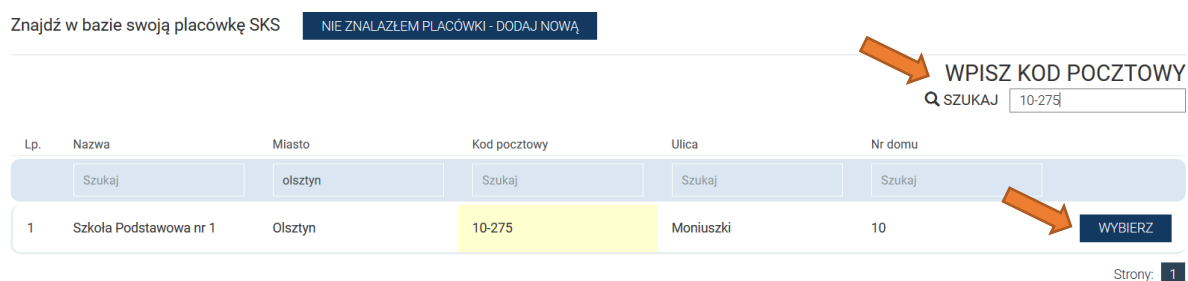 Znajdź w bazie swoją placówkę SKS NIE ZNALAZŁEM PLACÓWKI - DODAJ NOWĄ
WPISZ KOD POCZTOWY
SZUKAJ 10-275
Lp. Nazwa Miasto Kod pocztowy Ulica Nr domu
Szukaj olsztyn Szukaj Szukaj Szukaj
1 Szkoła Podstawowa nr 1 Olsztyn 10-275 Moniuszki 10 WYBIERZ
Strony: 1